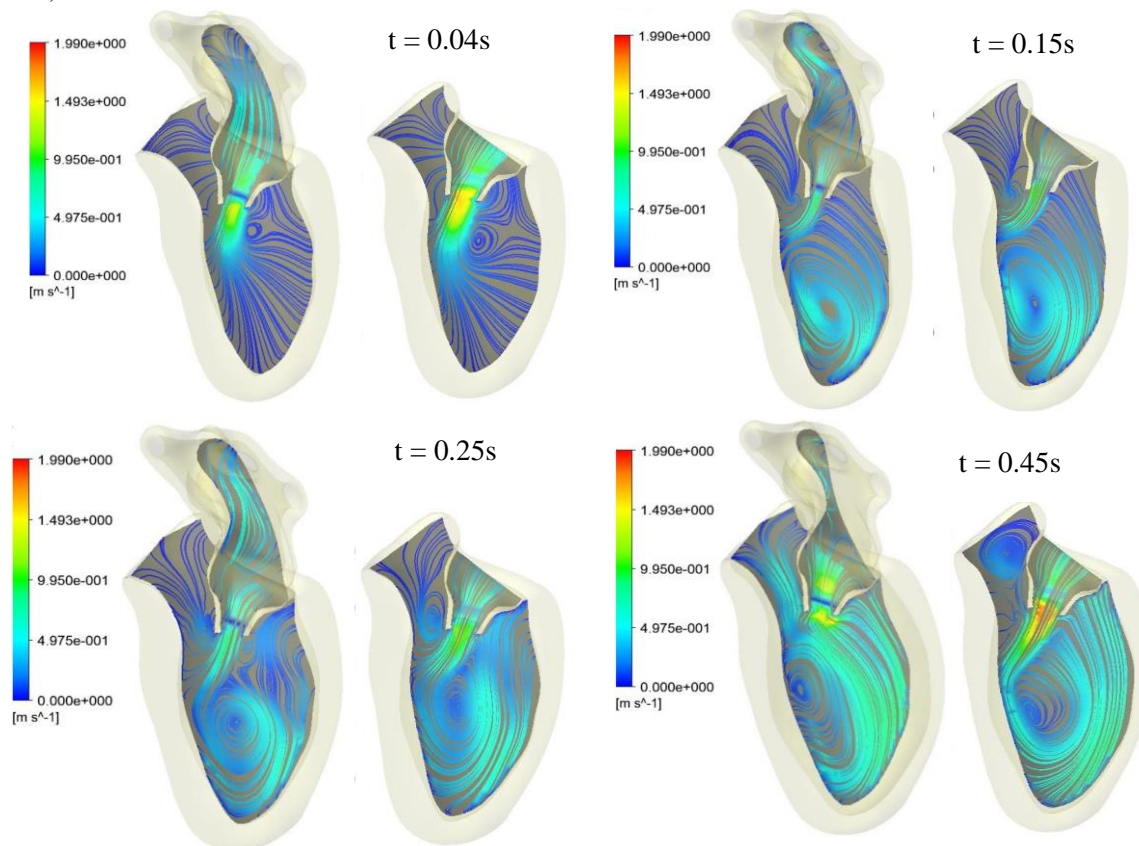 t = 0.04s
1.990e+000
1.493e+000
9.950e-001
4.975e-001
0.000e+000
[m s^-1]
t = 0.15s
1.990e+000
1.493e+000
9.950e-001
4.975e-001
0.000e+000
[m s^-1]
t = 0.25s
1.990e+000
1.493e+000
9.950e-001
4.975e-001
0.000e+000
[m s^-1]
t = 0.45s
1.990e+000
1.493e+000
9.950e-001
4.975e-001
0.000e+000
[m s^-1]